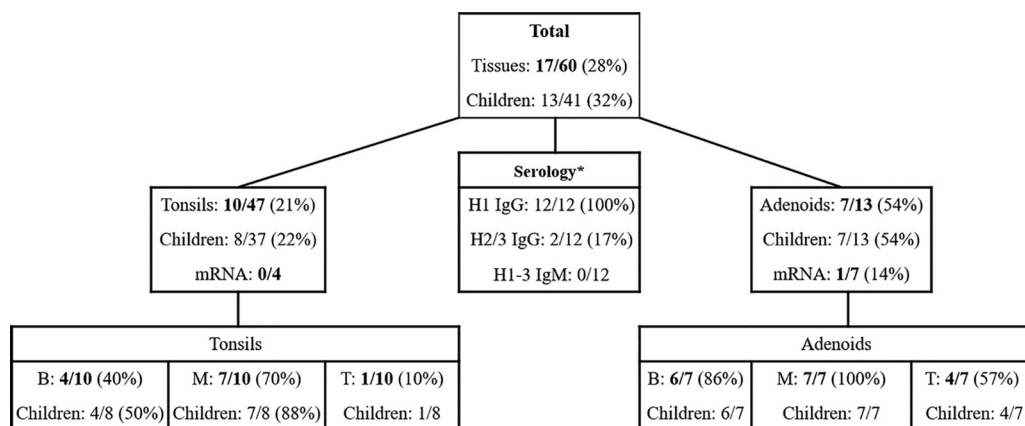 Total
Tissues: 17/60 (28%)
Children: 13/41 (32%)
Serology*
H1 IgG: 12/12 (100%)
H2/3 IgG: 2/12 (17%)
H1-3 IgM: 0/12
Tonsils: 10/47 (21%)
Children: 8/37 (22%)
mRNA: 0/4
Adenoids: 7/13 (54%)
Children: 7/13 (54%)
mRNA: 1/7 (14%)
Tonsils
B: 4/10 (40%)
Children: 4/8 (50%)
M: 7/10 (70%)
Children: 7/8 (88%)
T: 1/10 (10%)
Children: 1/8
Adenoids
B: 6/7 (86%)
Children: 6/7
M: 7/7 (100%)
Children: 7/7
T: 4/7 (57%)
Children: 4/7